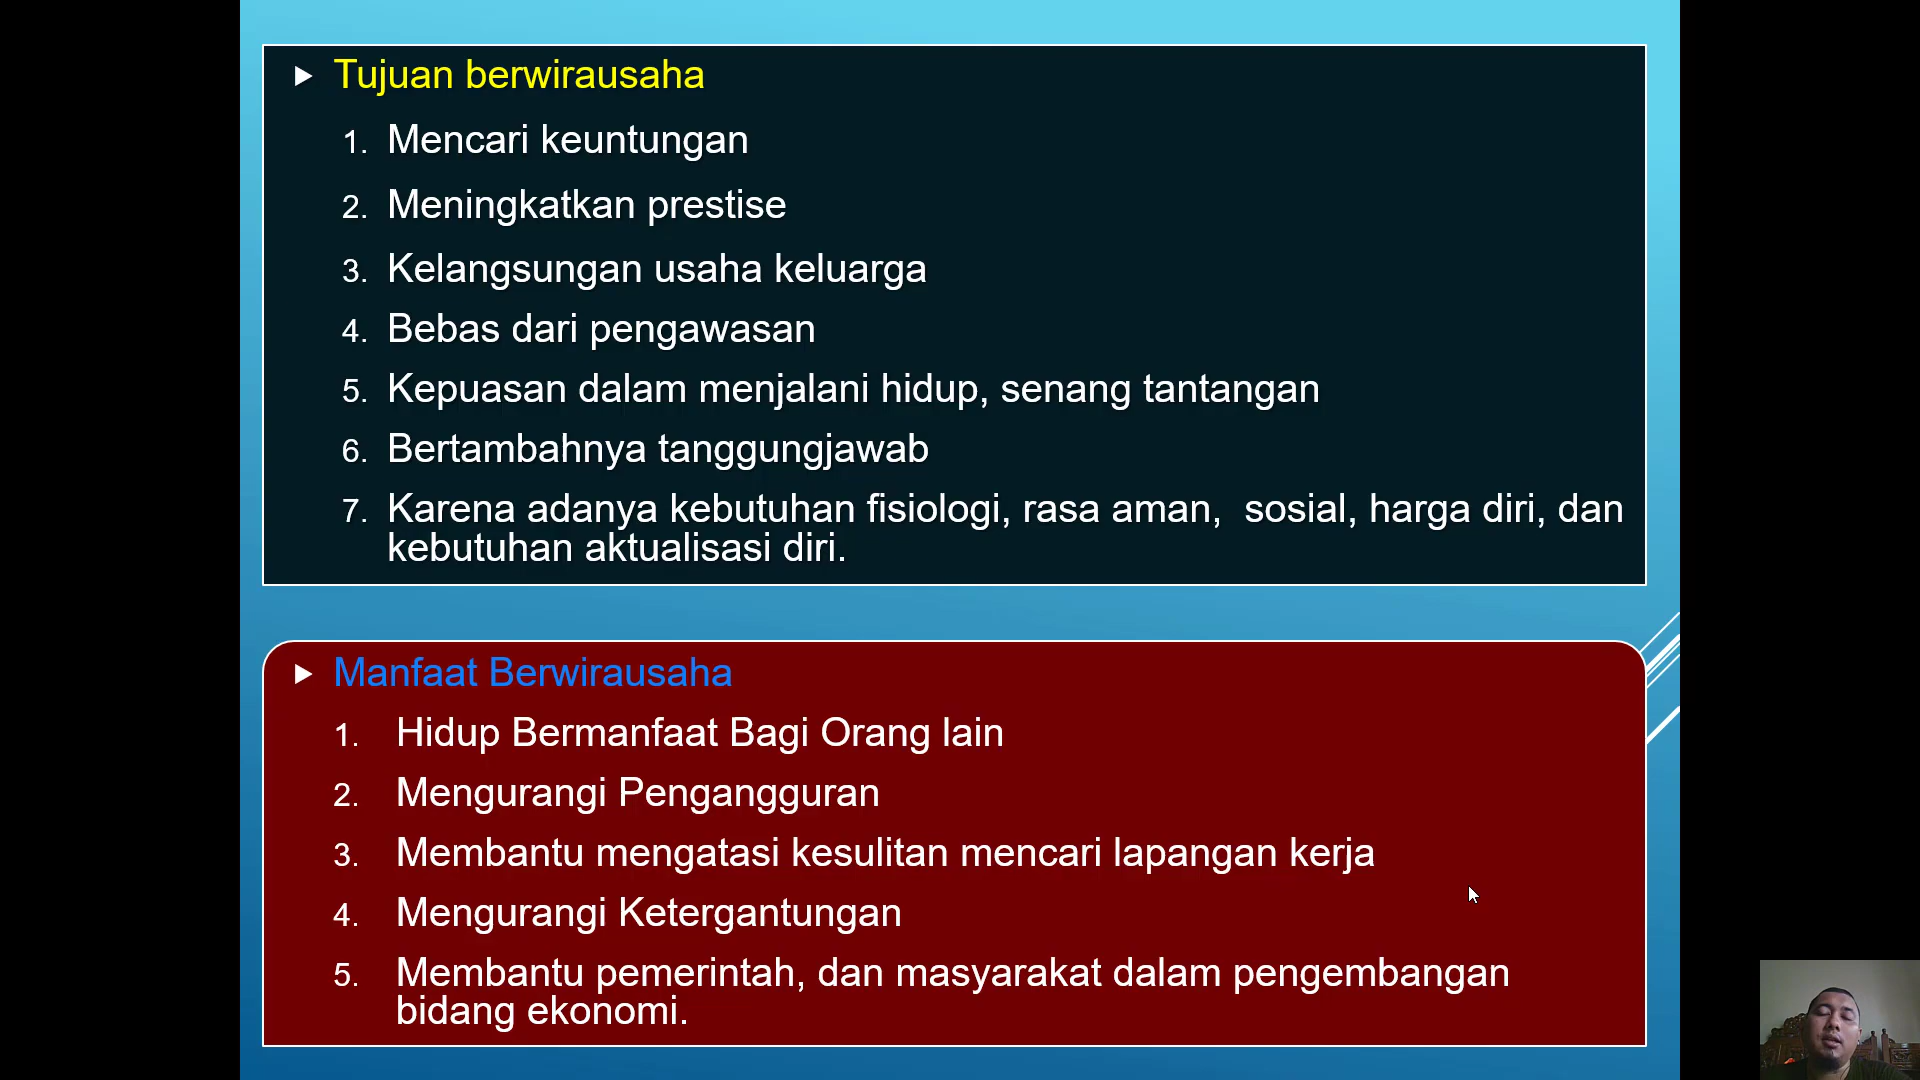 Tujuan berwirausaha
1. Mencari keuntungan
2. Meningkatkan prestise
3. Kelangsungan usaha keluarga
4. Bebas dari pengawasan
5. Kepuasan dalam menjalani hidup, senang tantangan
6. Bertambahnya tanggungjawab
7. Karena adanya kebutuhan fisiologi, rasa aman,  sosial, harga diri, dan
kebutuhan aktualisasi diri.
Manfaat Berwirausaha
1. Hidup Bermanfaat Bagi Orang lain
2. Mengurangi Pengangguran
3. Membantu mengatasi kesulitan mencari lapangan kerja
4. Mengurangi Ketergantungan
5. Membantu pemerintah, dan masyarakat dalam pengembangan
bidang ekonomi.